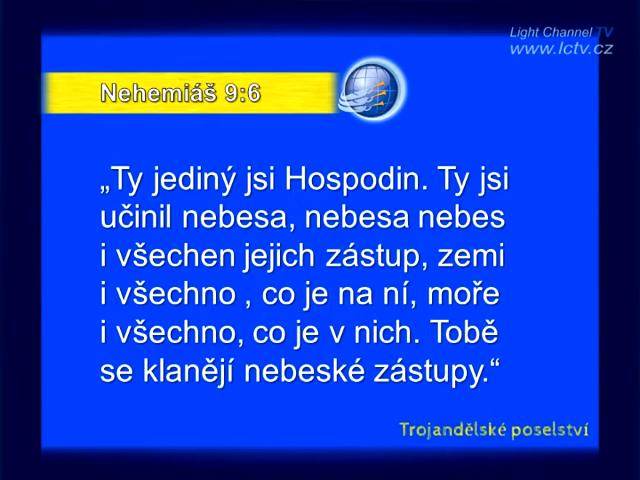 Light Channel TV
www.lctv.cz
Nehemiáš 9:6
„Ty jediný jsi Hospodin. Ty jsi
učinil nebesa, nebesa nebes
i všechen jejich zástup, zemi
i všechno , co je na ní, moře
i všechno, co je v nich. Tobě
se klanějí nebeské zástupy.“
Trojandělské poselství